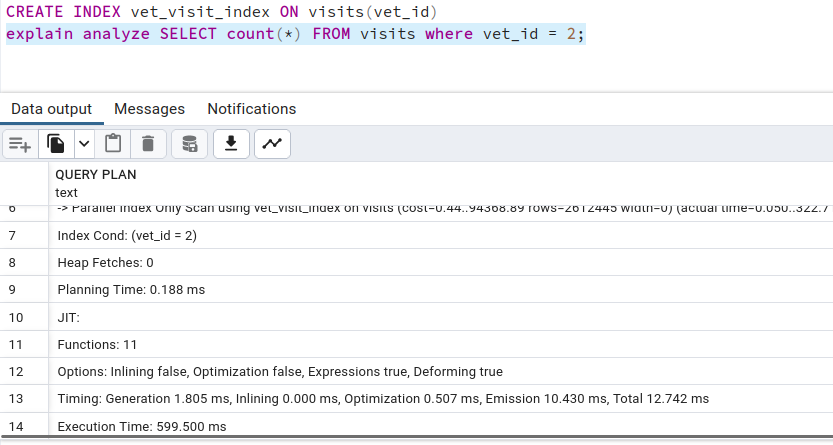 CREATE INDEX vet_visit_index ON visits(vet_id)
explain analyze SELECT count(*) FROM visits where vet_id = 2;
Data output Messages Notifications
QUERY PLAN
text
6 -> Parallel Index Only Scan using vet_visit_index on visits (cost=0.44..94368.89 rows=2612445 width=0) (actual time=0.050..322.7
7 Index Cond: (vet_id = 2)
8 Heap Fetches: 0
9 Planning Time: 0.188 ms
10 JIT:
11 Functions: 11
12 Options: Inlining false, Optimization false, Expressions true, Deforming true
13 Timing: Generation 1.805 ms, Inlining 0.000 ms, Optimization 0.507 ms, Emission 10.430 ms, Total 12.742 ms
14 Execution Time: 599.500 ms